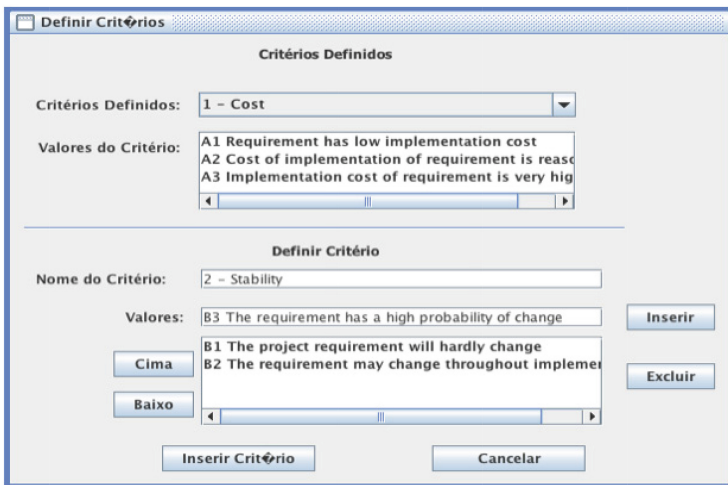 Definir Crit�rios
Critérios Definidos
Critérios Definidos: 1 – Cost
Valores do Critério:
A1 Requirement has low implementation cost
A2 Cost of implementation of requirement is reaso
A3 Implementation cost of requirement is very hig
Definir Critério
Nome do Critério: 2 – Stability
Valores: B3 The requirement has a high probability of change Inserir
B1 The project requirement will hardly change
B2 The requirement may change throughout implemen
Cima
Excluir
Baixo
Inserir Crit�rio Cancelar